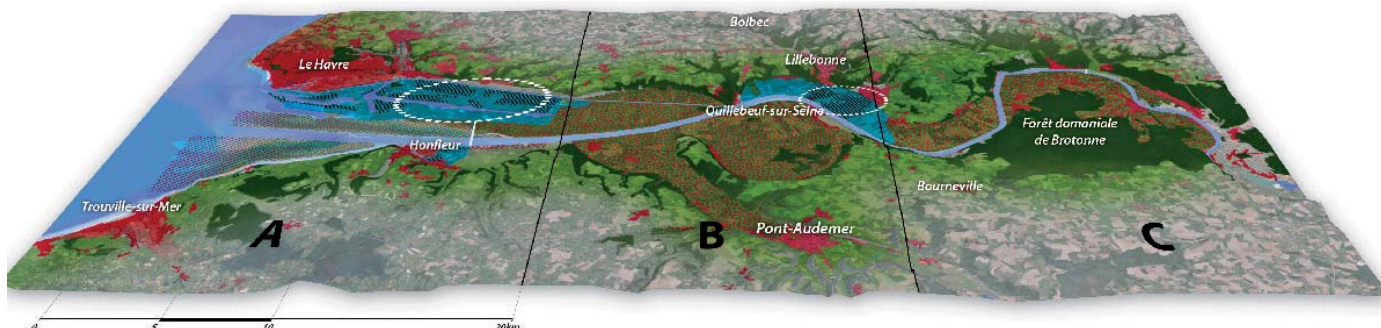 Bolbec
Le Havre
Lillebonne
Quillebeuf-sur-Seine
Forêt domaniale
de Brotonne
Honfleur
Bourneville
Trouville-sur-Mer
A
B
Pont-Audemer
C
0 5 10 20km